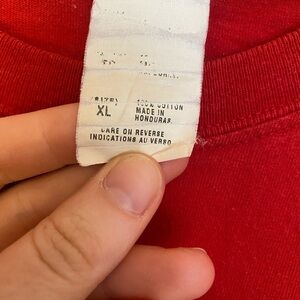 (SIZE) 100% COTTON
XL MADE IN
HONDURAS.
CARE ON REVERSE
INDICATIONS AU VERSO